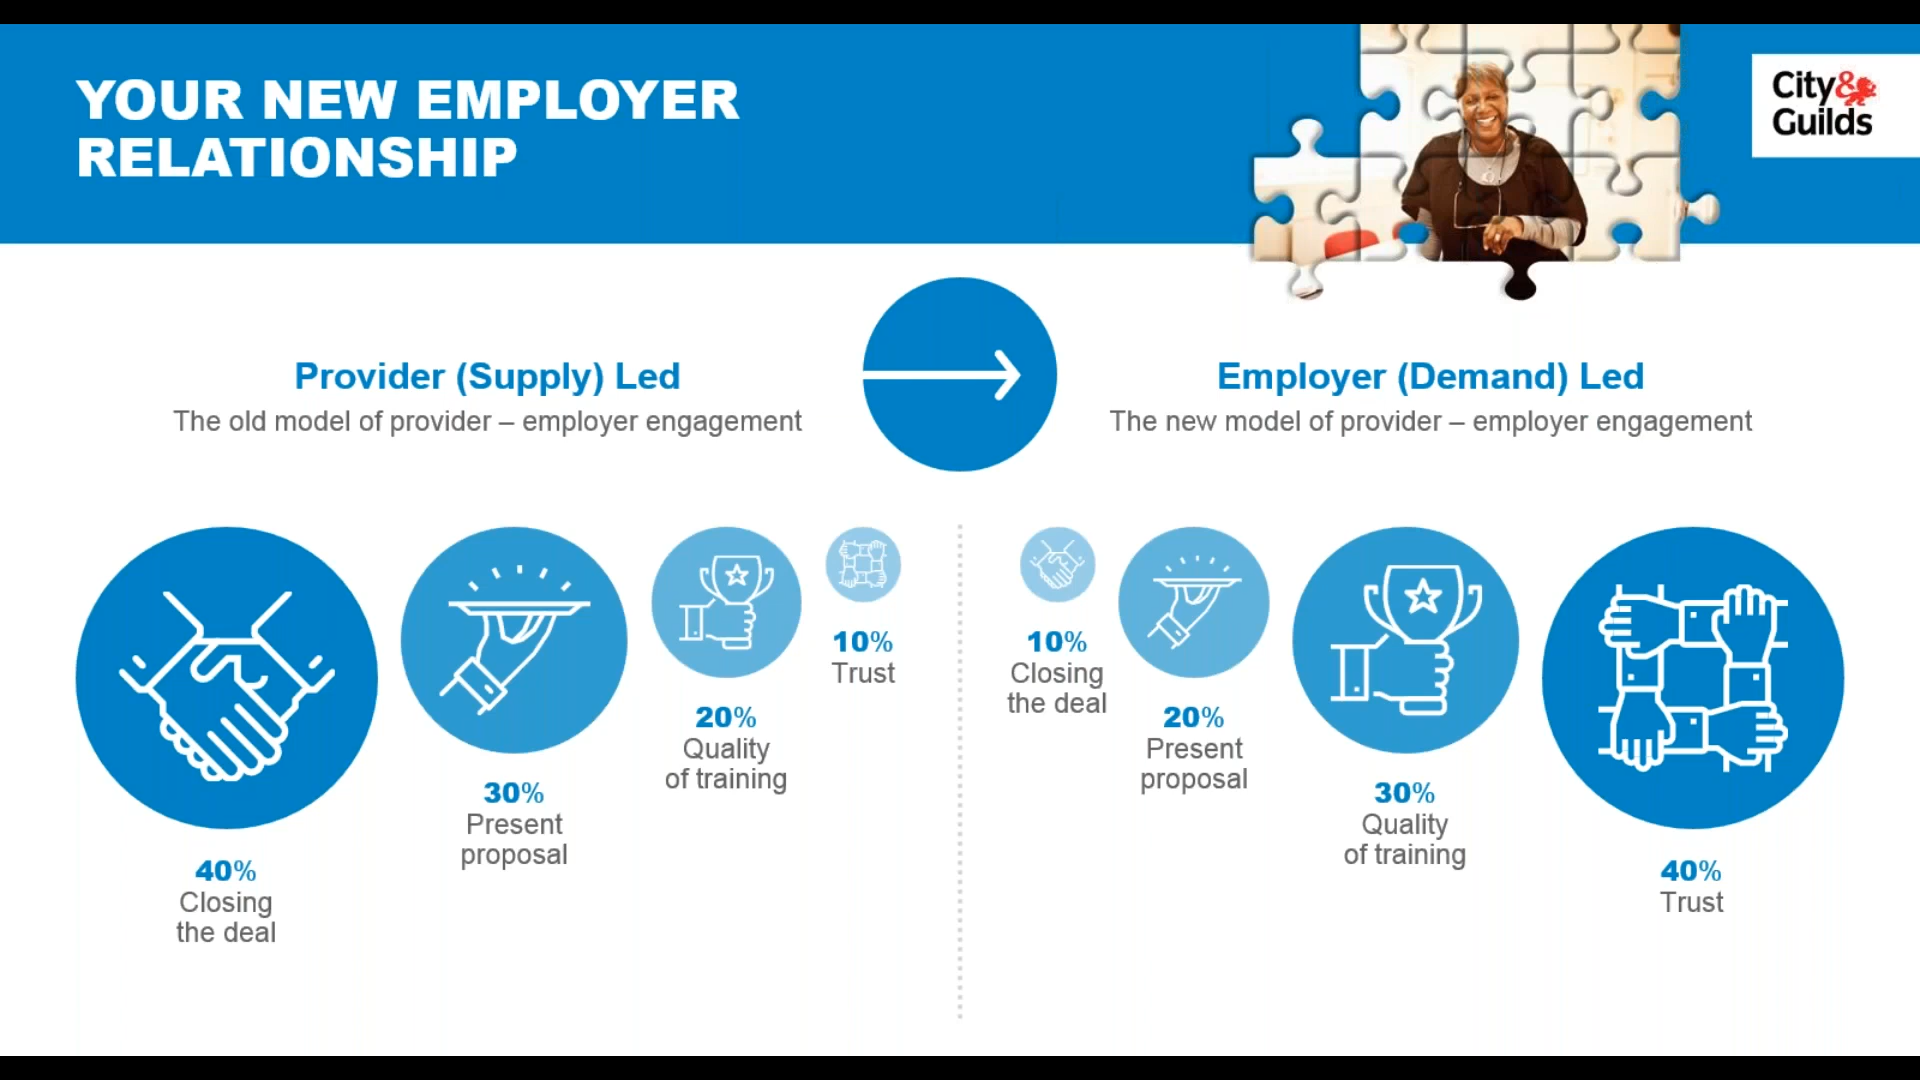 YOUR NEW EMPLOYER
RELATIONSHIP
City&
Guilds
Provider (Supply) Led
The old model of provider – employer engagement
Employer (Demand) Led
The new model of provider – employer engagement
40%
Closing
the deal
30%
Present
proposal
20%
Quality
of training
10%
Trust
10%
Closing
the deal
20%
Present
proposal
30%
Quality
of training
40%
Trust